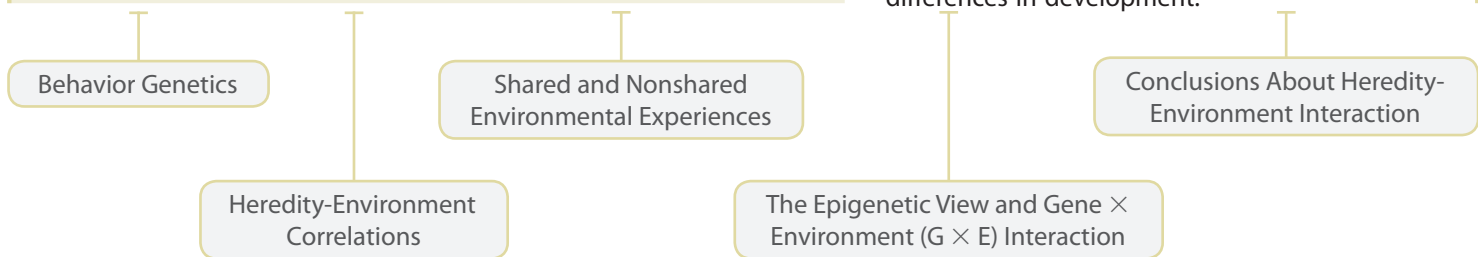 differences in development.
Behavior Genetics
Shared and Nonshared
Environmental Experiences
Conclusions About Heredity-
Environment Interaction
Heredity-Environment
Correlations
The Epigenetic View and Gene ×
Environment (G × E) Interaction